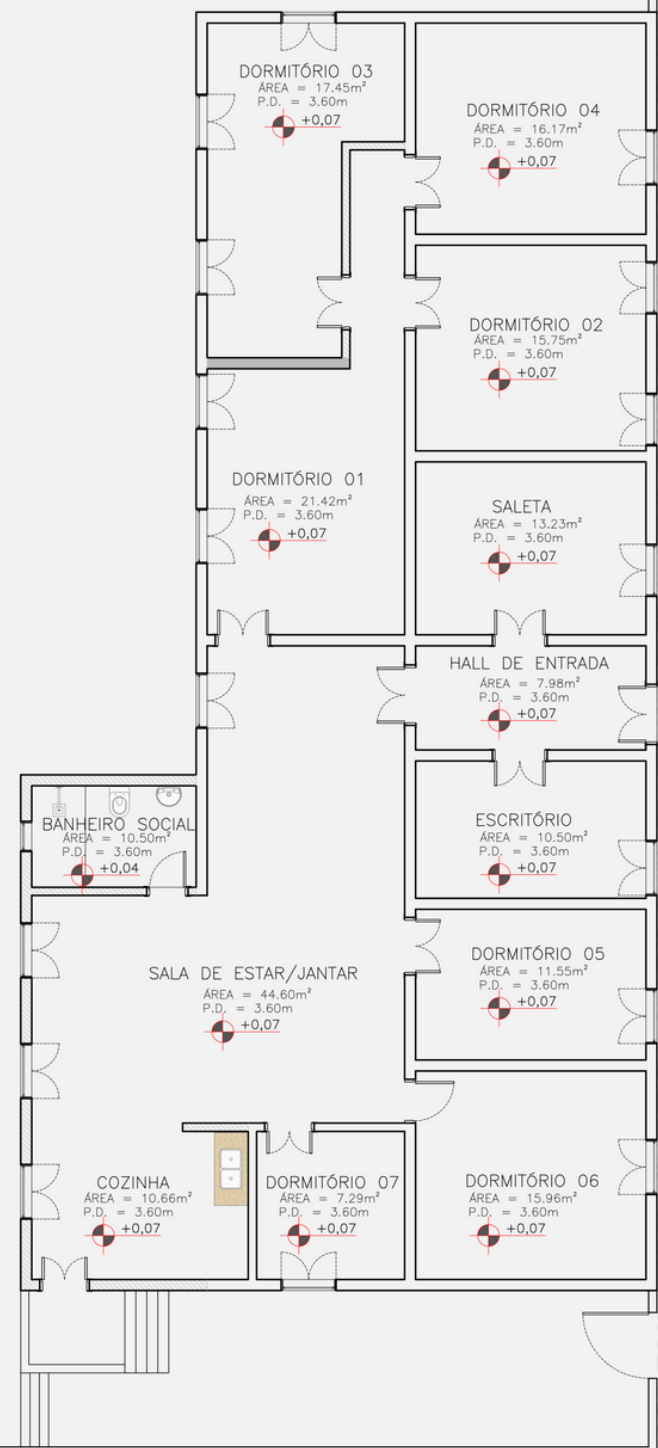 DORMITÓRIO 03
ÁREA = 17.45m²
P.D. = 3.60m
+0,07
DORMITÓRIO 04
ÁREA = 16.17m²
P.D. = 3.60m
+0,07
DORMITÓRIO 02
ÁREA = 15.75m²
P.D. = 3.60m
+0,07
DORMITÓRIO 01
ÁREA = 21.42m²
P.D. = 3.60m
+0,07
SALETA
ÁREA = 13.23m²
P.D. = 3.60m
+0,07
HALL DE ENTRADA
ÁREA = 7.98m²
P.D. = 3.60m
+0,07
BANHEIRO SOCIAL
ÁREA = 10.50m²
P.D. = 3.60m
+0,04
ESCRITÓRIO
ÁREA = 10.50m²
P.D. = 3.60m
+0,07
SALA DE ESTAR/JANTAR
ÁREA = 44.60m²
P.D. = 3.60m
+0,07
DORMITÓRIO 05
ÁREA = 11.55m²
P.D. = 3.60m
+0,07
COZINHA
ÁREA = 10.66m²
P.D. = 3.60m
+0,07
DORMITÓRIO 07
ÁREA = 7.29m²
P.D. = 3.60m
+0,07
DORMITÓRIO 06
ÁREA = 15.96m²
P.D. = 3.60m
+0,07